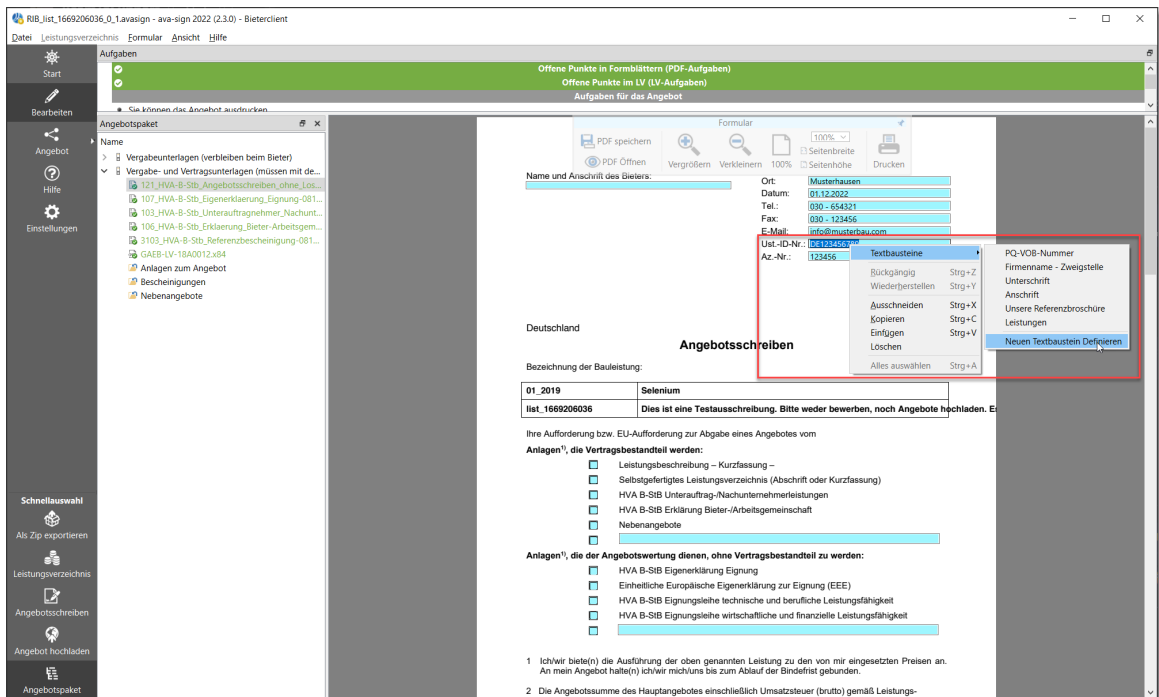 RIB_list_1669206036_0_1.avasign - ava-sign 2022 (2.3.0) - Bieterclient
Datei Leistungsverzeichnis Formular Ansicht Hilfe
Start
Bearbeiten
Angebot
Hilfe
Einstellungen
Schnellauswahl
Als Zip exportieren
Leistungsverzeichnis
Angebotsschreiben
Angebot hochladen
Angebotspaket
Aufgaben
Offene Punkte in Formblättern (PDF-Aufgaben)
Offene Punkte im LV (LV-Aufgaben)
Aufgaben für das Angebot
Sie können das Angebot ausdrucken
Angebotspaket
Name
Vergabeunterlagen (verbleiben beim Bieter)
Vergabe- und Vertragsunterlagen (müssen mit de...
121_HVA-B-Stb_Angebotsschreiben_ohne_Los...
107_HVA-B-Stb_Eigenerklaerung_Eignung-081...
103_HVA-B-Stb_Unterauftragnehmer_Nachunt...
106_HVA-B-Stb_Erklaerung_Bieter-Arbeitsgem...
3103_HVA-B-Stb_Referenzbescheinigung-081...
GAEB-LV-18A0012.x84
Anlagen zum Angebot
Bescheinigungen
Nebenangebote
Formular
PDF speichern
PDF Öffnen
Vergrößern
Verkleinern
100%
100%
Seitenbreite
Seitenhöhe
Drucken
Name und Anschrift des Bieters:
Ort: Musterhausen
Datum: 01.12.2022
Tel.: 030 - 654321
Fax: 030 - 123456
E-Mail: info@musterbau.com
Ust.-ID-Nr.: DE123456789
Az.-Nr.: 123456
Textbausteine
Rückgängig Strg+Z
Wiederherstellen Strg+Y
Ausschneiden Strg+X
Kopieren Strg+C
Einfügen Strg+V
Löschen
Alles auswählen Strg+A
PQ-VOB-Nummer
Firmenname - Zweigstelle
Unterschrift
Anschrift
Unsere Referenzbroschüre
Leistungen
Neuen Textbaustein Definieren
Deutschland
Angebotsschreiben
Bezeichnung der Bauleistung:
01_2019 Selenium
list_1669206036 Dies ist eine Testausschreibung. Bitte weder bewerben, noch Angebote hochladen. Es
Ihre Aufforderung bzw. EU-Aufforderung zur Abgabe eines Angebotes vom
Anlagen1), die Vertragsbestandteil werden:
Leistungsbeschreibung – Kurzfassung –
Selbstgefertigtes Leistungsverzeichnis (Abschrift oder Kurzfassung)
HVA B-StB Unterauftrag-/Nachunternehmerleistungen
HVA B-StB Erklärung Bieter-/Arbeitsgemeinschaft
Nebenangebote
Anlagen1), die der Angebotswertung dienen, ohne Vertragsbestandteil zu werden:
HVA B-StB Eigenerklärung Eignung
Einheitliche Europäische Eigenerklärung zur Eignung (EEE)
HVA B-StB Eignungsleihe technische und berufliche Leistungsfähigkeit
HVA B-StB Eignungsleihe wirtschaftliche und finanzielle Leistungsfähigkeit
1 Ich/wir biete(n) die Ausführung der oben genannten Leistung zu den von mir eingesetzten Preisen an.
An mein Angebot halte(n) ich/wir mich/uns bis zum Ablauf der Bindefrist gebunden.
2 Die Angebotssumme des Hauptangebotes einschließlich Umsatzsteuer (brutto) gemäß Leistungs-